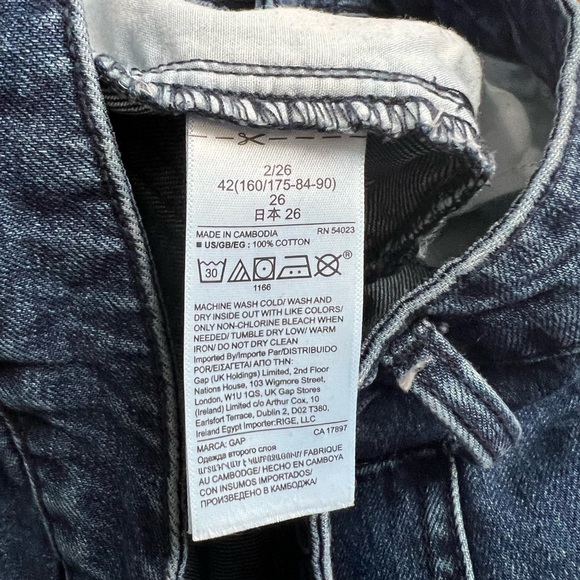 2/26
42(160/175-84-90)
26
日本 26
MADE IN CAMBODIA RN 54023
■ US/GB/EG : 100% COTTON
30
®
1166
MACHINE WASH COLD/ WASH AND
DRY INSIDE OUT WITH LIKE COLORS/
ONLY NON-CHLORINE BLEACH WHEN
NEEDED/ TUMBLE DRY LOW/ WARM
IRON/ DO NOT DRY CLEAN
Imported By/Importe Par/DISTRIBUIDO
POR/ΕΙΣΑΓΕΤΑΙ ΑΠΟ ΤΗΝ:
Gap (UK Holdings) Limited, 2nd Floor
Nations House, 103 Wigmore Street,
London, W1U 1QS, UK Gap Stores
(Ireland) Limited c/o Arthur Cox, 10
Earlsfort Terrace, Dublin 2, D02 T380,
Ireland Egypt Importer:RIGE, LLC
MARCA: GAP CA 17897
Одежда второго слоя
FABRIQUE
AU CAMBODGE/ HECHO EN CAMBOYA
CON INSUMOS IMPORTADOS/
ПРОИЗВЕДЕНО В КАМБОДЖА/